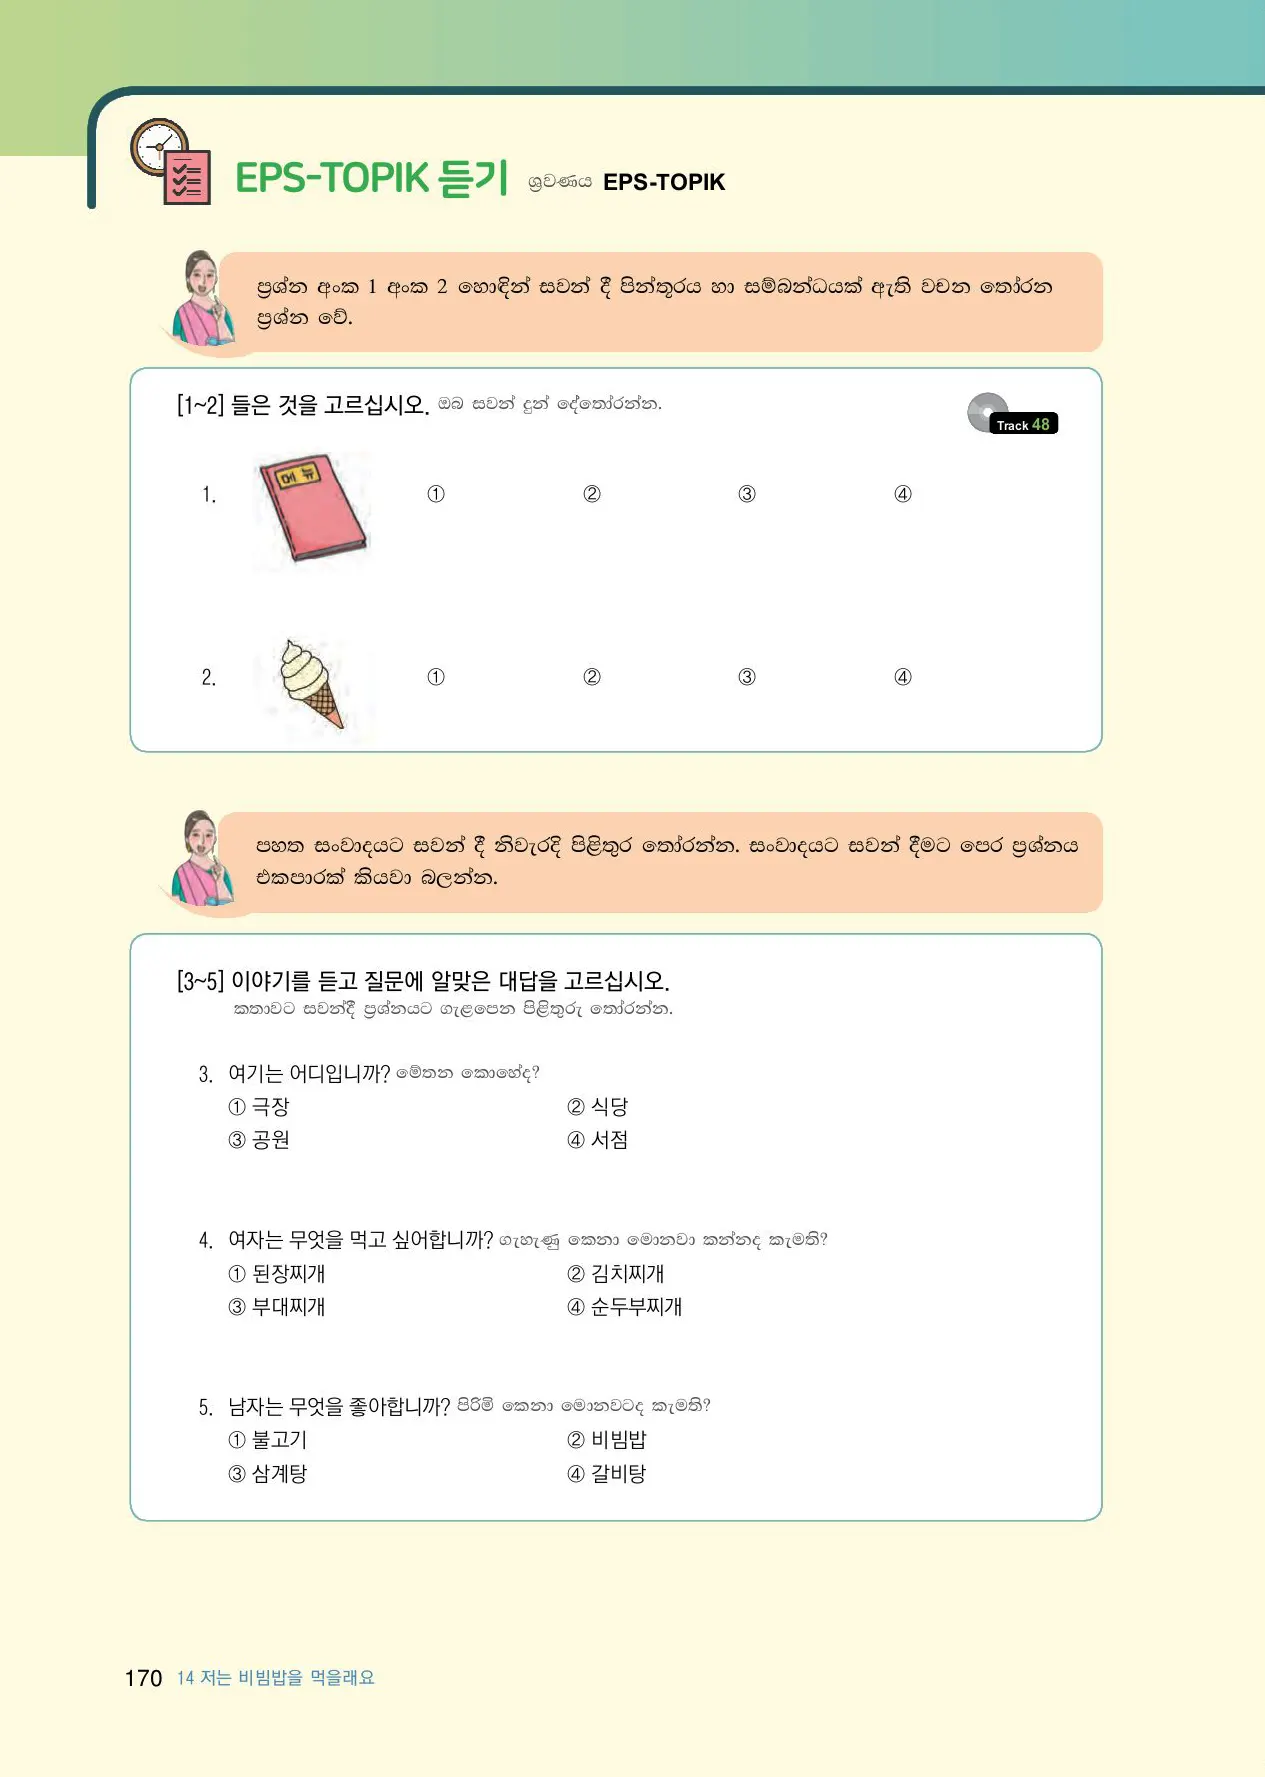 EPS-TOPIK 듣기 ශ්‍රවණය EPS-TOPIK
ප්‍රශ්න අංක 1 අංක 2 හොඳින් සවන් දී පින්තූරය හා සම්බන්ධයක් ඇති වචන තෝරන
ප්‍රශ්න වේ.
[1~2] 들은 것을 고르십시오. ඔබ සවන් දුන් දේතෝරන්න.
Track 48
메뉴
1. ① ② ③ ④
2. ① ② ③ ④
පහත සංවාදයට සවන් දී නිවැරදි පිළිතුර තෝරන්න. සංවාදයට සවන් දීමට පෙර ප්‍රශ්නය
එකපාරක් කියවා බලන්න.
[3~5] 이야기를 듣고 질문에 알맞은 대답을 고르십시오.
කතාවට සවන්දී ප්‍රශ්නයට ගැළපෙන පිළිතුරු තෝරන්න.
3. 여기는 어디입니까? මේතන කොහේද?
① 극장 ② 식당
③ 공원 ④ 서점
4. 여자는 무엇을 먹고 싶어합니까? ගැහැණු කෙනා මොනවා කන්නද කැමති?
① 된장찌개 ② 김치찌개
③ 부대찌개 ④ 순두부찌개
5. 남자는 무엇을 좋아합니까? පිරිමි කෙනා මොනවටද කැමති?
① 불고기 ② 비빔밥
③ 삼계탕 ④ 갈비탕
170 14 저는 비빔밥을 먹을래요